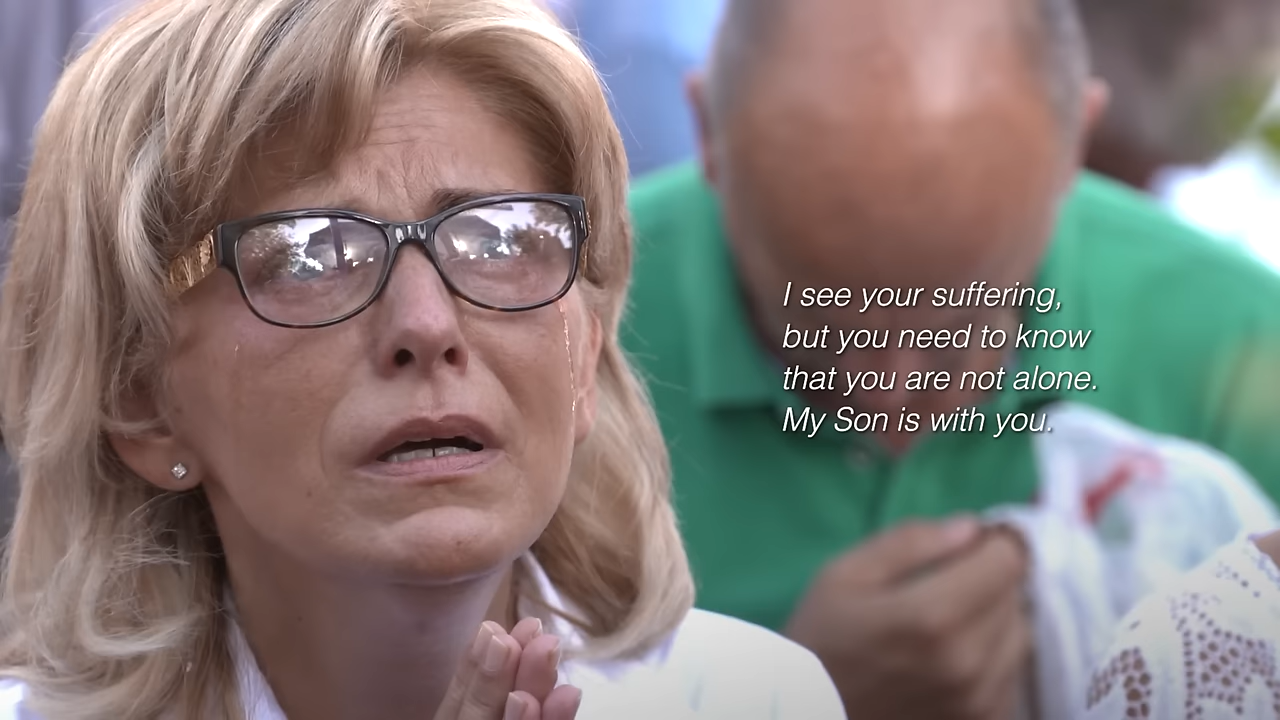 I see your suffering,
but you need to know
that you are not alone.
My Son is with you.